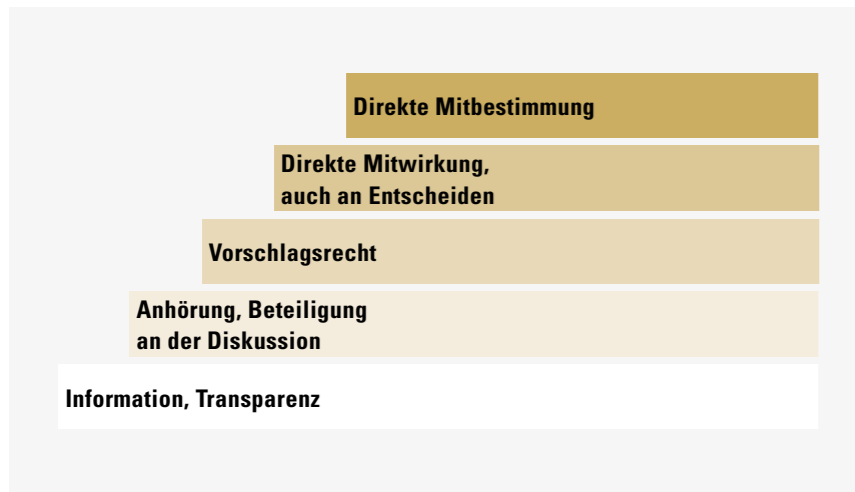 Direkte Mitbestimmung
Direkte Mitwirkung,
auch an Entscheiden
Vorschlagsrecht
Anhörung, Beteiligung
an der Diskussion
Information, Transparenz